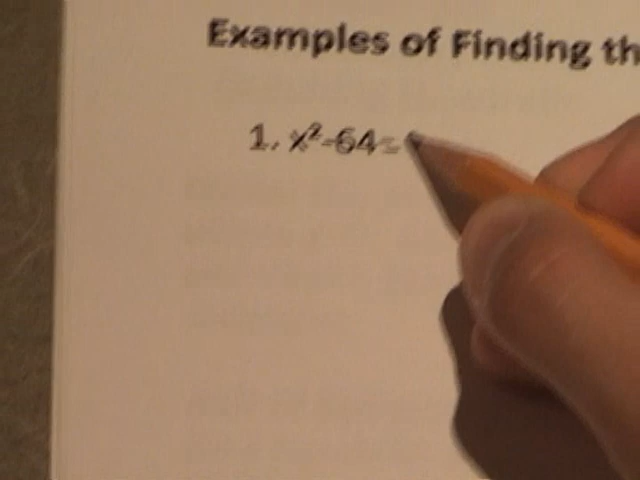 Examples of Finding th
1. x²-64=